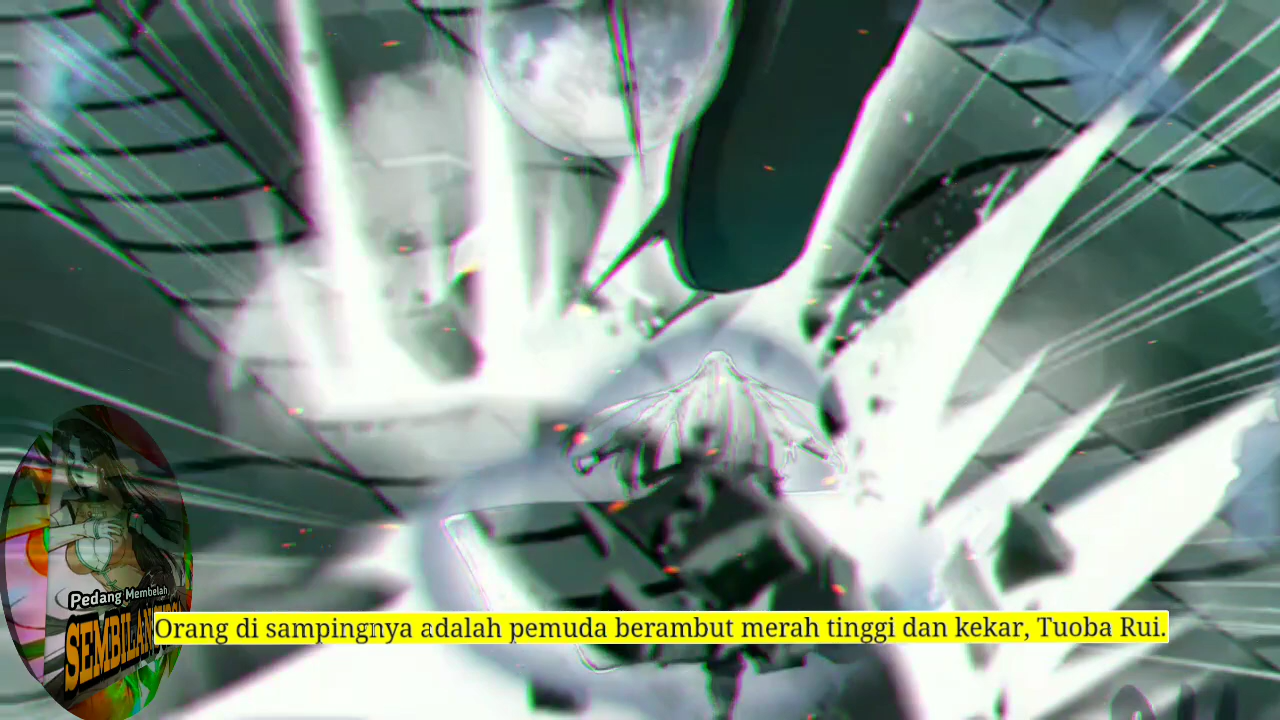 Pedang Membelah
Orang di sampingnya adalah pemuda berambut merah tinggi dan kekar, Tuoba Rui.